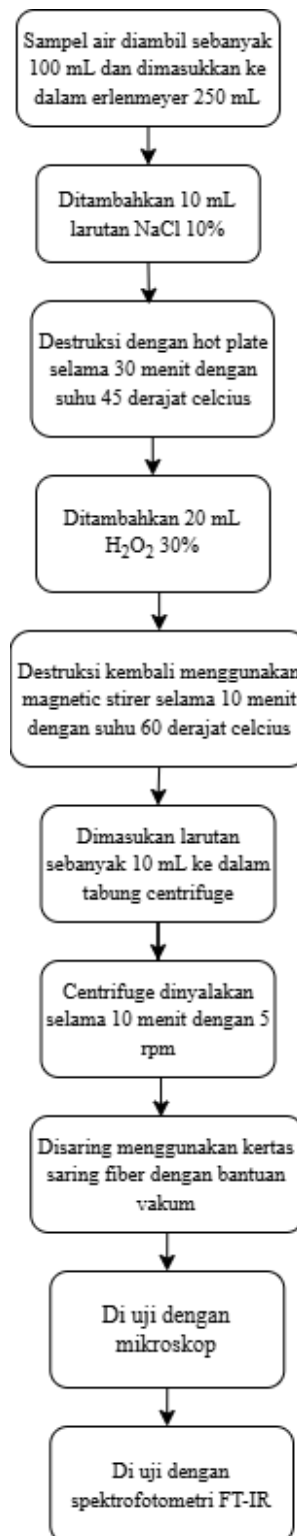 Sampel air diambil sebanyak
100 mL dan dimasukkan ke
dalam erlenmeyer 250 mL
Ditambahkan 10 mL
larutan NaCl 10%
Destruksi dengan hot plate
selama 30 menit dengan
suhu 45 derajat celcius
Ditambahkan 20 mL
H₂O₂ 30%
Destruksi kembali menggunakan
magnetic stirer selama 10 menit
dengan suhu 60 derajat celcius
Dimasukan larutan
sebanyak 10 mL ke dalam
tabung centrifuge
Centrifuge dinyalakan
selama 10 menit dengan 5
rpm
Disaring menggunakan kertas
saring fiber dengan bantuan
vakum
Di uji dengan
mikroskop
Di uji dengan
spektrofotometri FT-IR